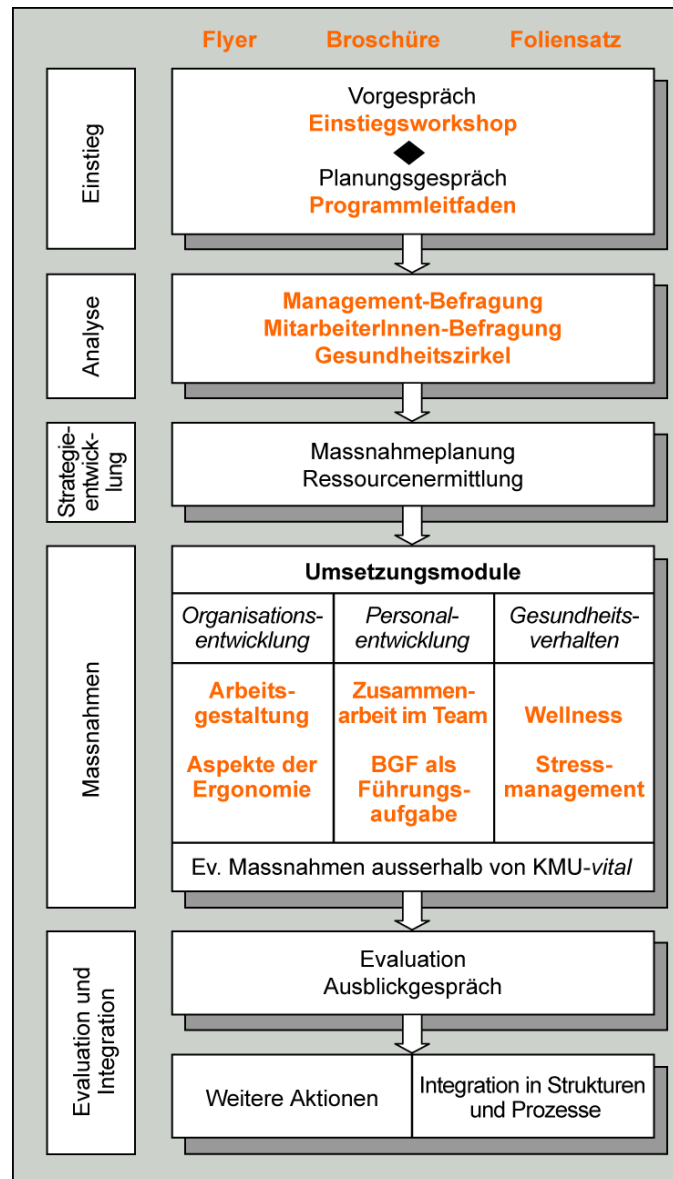 Flyer Broschüre Foliensatz
Einstieg
Vorgespräch
Einstiegsworkshop
Planungsgespräch
Programmleitfaden
Analyse
Management-Befragung
MitarbeiterInnen-Befragung
Gesundheitszirkel
Strategie-
entwick-
lung
Massnahmeplanung
Ressourcenermittlung
Massnahmen
Umsetzungsmodule
Organisations-
entwicklung
Personal-
entwicklung
Gesundheits-
verhalten
Arbeits-
gestaltung
Aspekte der
Ergonomie
Zusammen-
arbeit im Team
BGF als
Führungs-
aufgabe
Wellness
Stress-
management
Ev. Massnahmen ausserhalb von KMU-vital
Evaluation und
Integration
Evaluation
Ausblickgespräch
Weitere Aktionen
Integration in Strukturen
und Prozesse